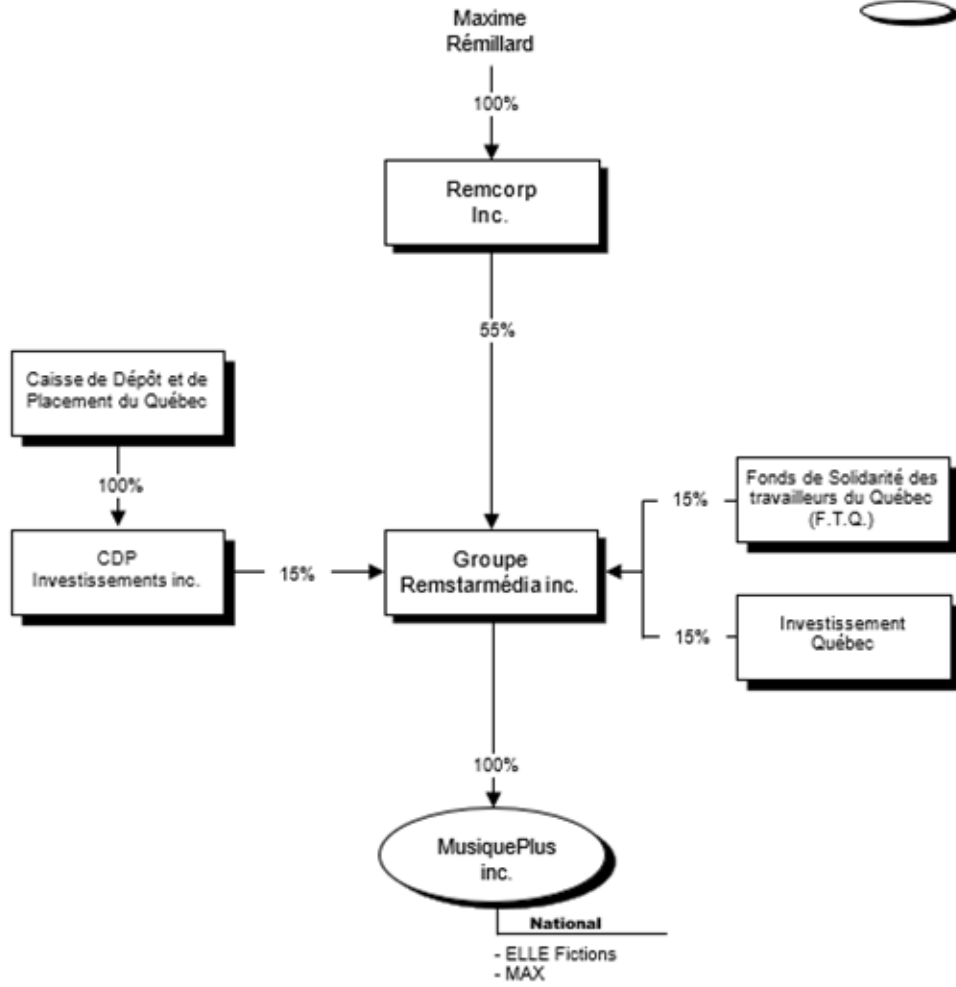 Maxime
Rémillard
100%
Remcorp
Inc.
55%
Caisse de Dépôt et de
Placement du Québec
100%
CDP
Investissements inc.
15%
Groupe
Remstarmédia inc.
15%
Fonds de Solidarité des
travailleurs du Québec
(F.T.Q.)
15%
Investissement
Québec
100%
MusiquePlus
inc.
National
- ELLE Fictions
- MAX